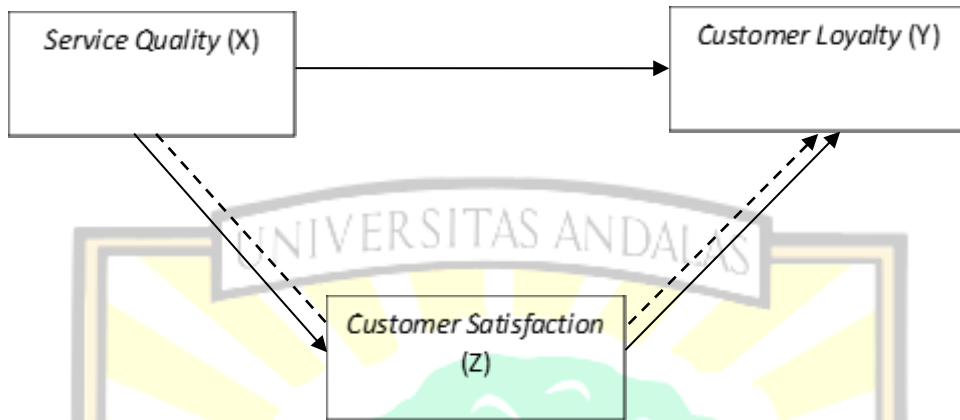 Service Quality (X)
Customer Loyalty (Y)
UNIVERSITAS ANDALAS
Customer Satisfaction
(Z)